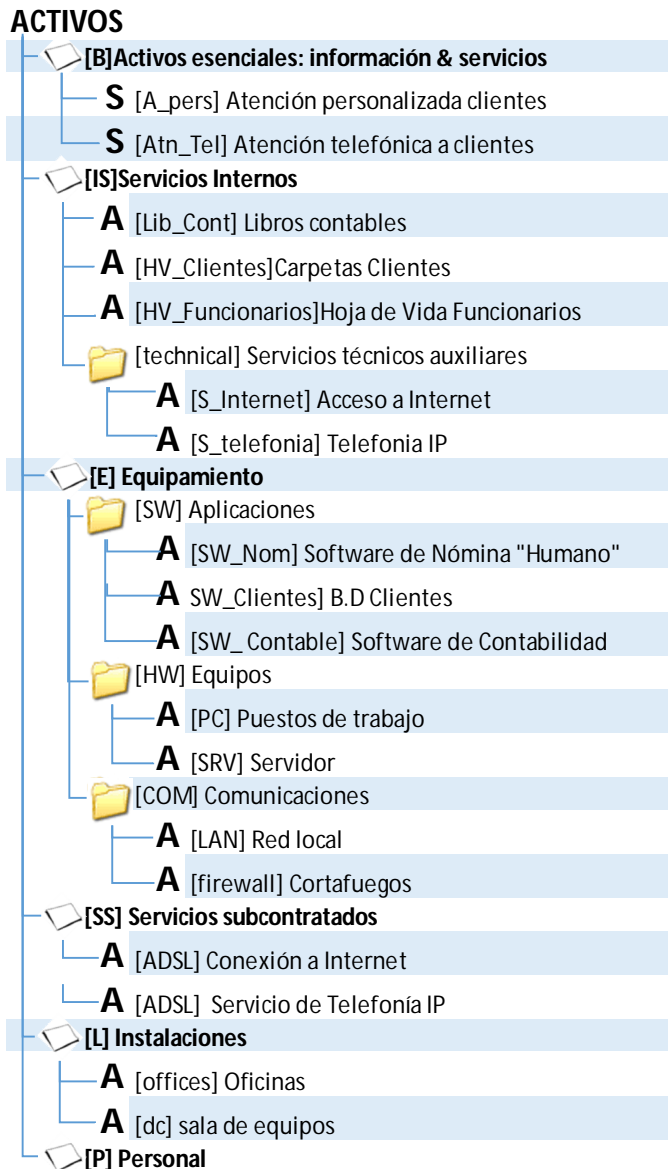 ACTIVOS
[B]Activos esenciales: información & servicios
S [A_pers] Atención personalizada clientes
S [Atn_Tel] Atención telefónica a clientes
[IS]Servicios Internos
A [Lib_Cont] Libros contables
A [HV_Clientes]Carpetas Clientes
A [HV_Funcionarios]Hoja de Vida Funcionarios
[technical] Servicios técnicos auxiliares
A [S_Internet] Acceso a Internet
A [S_telefonia] Telefonia IP
[E] Equipamiento
[SW] Aplicaciones
A [SW_Nom] Software de Nómina "Humano"
A SW_Clientes] B.D Clientes
A [SW_ Contable] Software de Contabilidad
[HW] Equipos
A [PC] Puestos de trabajo
A [SRV] Servidor
[COM] Comunicaciones
A [LAN] Red local
A [firewall] Cortafuegos
[SS] Servicios subcontratados
A [ADSL] Conexión a Internet
A [ADSL] Servicio de Telefonía IP
[L] Instalaciones
A [offices] Oficinas
A [dc] sala de equipos
[P] Personal